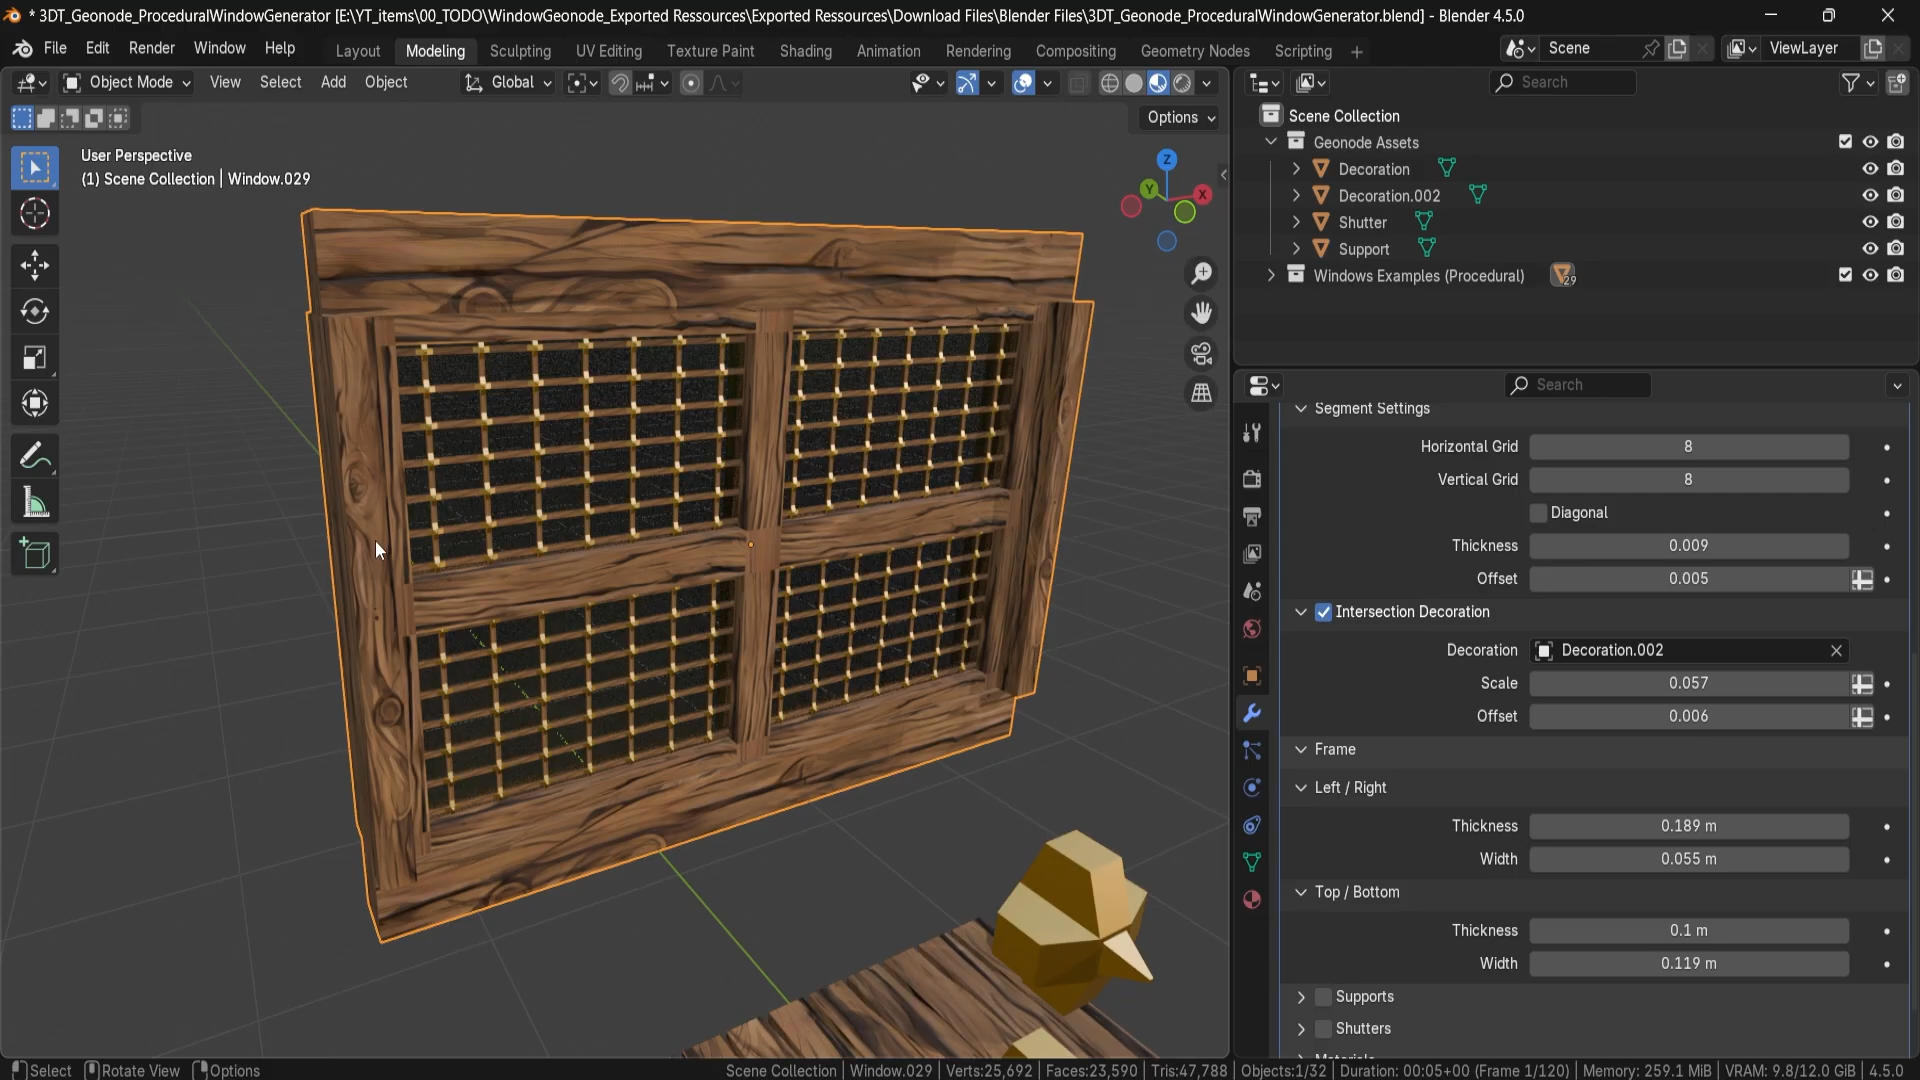 * 3DT_Geonode_ProceduralWindowGenerator [E:\YT_items\00_TODO\WindowGeonode_Exported Ressources\Exported Ressources\Download Files\Blender Files\3DT_Geonode_ProceduralWindowGenerator.blend] - Blender 4.5.0
File Edit Render Window Help
Layout Modeling Sculpting UV Editing Texture Paint Shading Animation Rendering Compositing Geometry Nodes Scripting +
Scene
ViewLayer
Object Mode View Select Add Object
Global
Search
Options
User Perspective
(1) Scene Collection | Window.029
Z
Y
X
Scene Collection
Geonode Assets
Decoration
Decoration.002
Shutter
Support
Windows Examples (Procedural)
29
Search
Segment Settings
Horizontal Grid 8
Vertical Grid 8
Diagonal
Thickness 0.009
Offset 0.005
Intersection Decoration
Decoration Decoration.002
Scale 0.057
Offset 0.006
Frame
Left / Right
Thickness 0.189 m
Width 0.055 m
Top / Bottom
Thickness 0.1 m
Width 0.119 m
Supports
Shutters
Select Rotate View Options
Scene Collection | Window.029 | Verts:25,692 | Faces:23,590 | Tris:47,788 | Objects:1/32 | Duration: 00:05+00 (Frame 1/120) | Memory: 259.1 MiB | VRAM: 9.8/12.0 GiB | 4.5.0